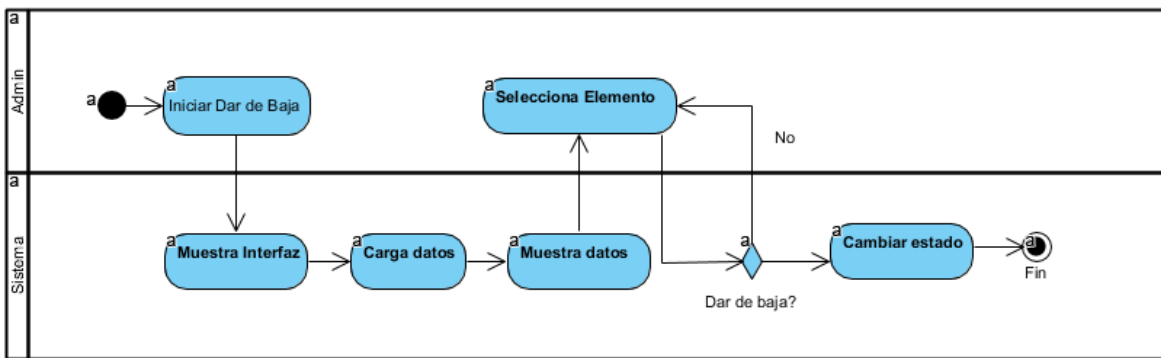 a
Admin
a
a
Iniciar Dar de Baja
a
Selecciona Elemento
No
a
Sistema
a
Muestra Interfaz
a
Carga datos
a
Muestra datos
a
Dar de baja?
a
Cambiar estado
a
Fin